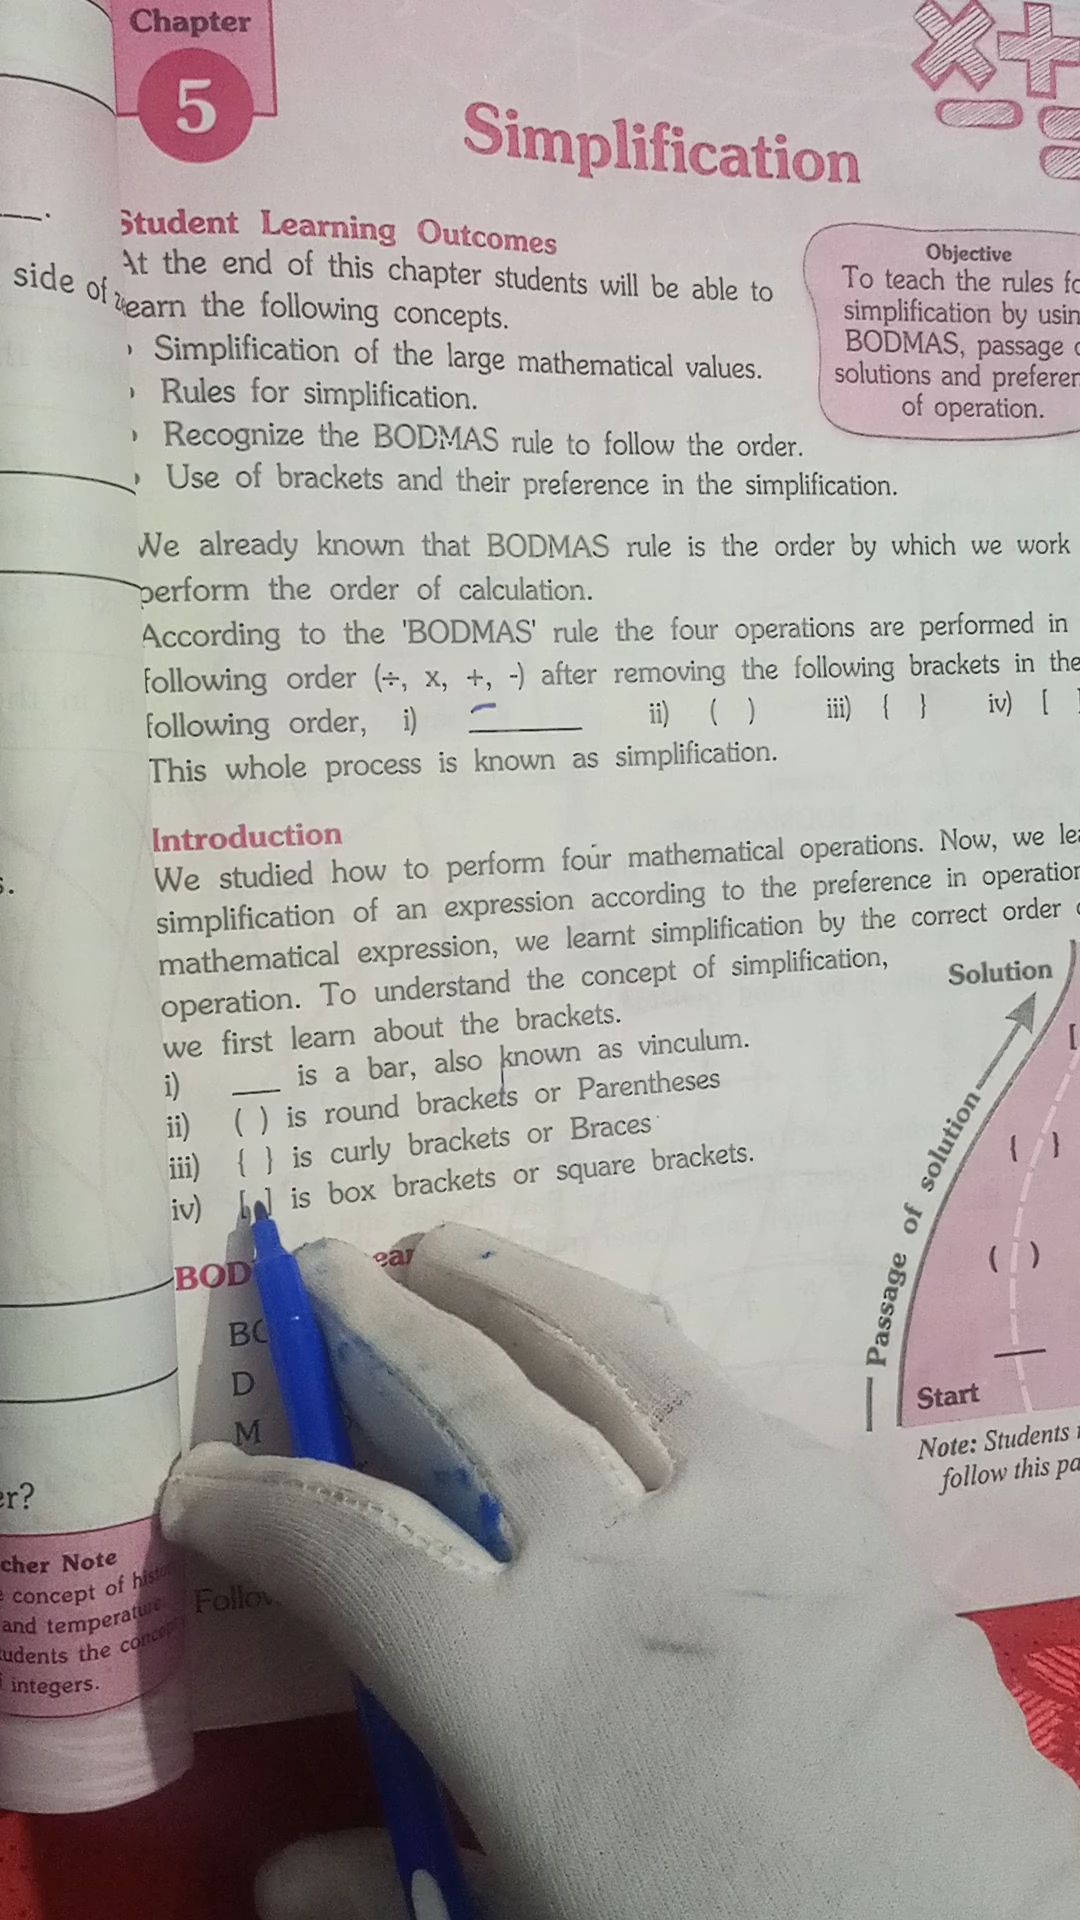 Chapter
5
Simplification
Student Learning Outcomes
At the end of this chapter students will be able to
learn the following concepts.
Simplification of the large mathematical values.
Rules for simplification.
Recognize the BODMAS rule to follow the order.
Use of brackets and their preference in the simplification.
Objective
To teach the rules
simplification by
BODMAS, passage
solutions and
of operation.
We already known that BODMAS rule is the order by which we work
perform the order of calculation.
According to the 'BODMAS' rule the four operations are performed in
following order (÷, x, +, -) after removing the following brackets in the
following order, i) _____ ii) ( ) iii) { } iv) [
This whole process is known as simplification.
Introduction
We studied how to perform four mathematical operations. Now, we
simplification of an expression according to the preference in
mathematical expression, we learnt simplification by the correct order
operation. To understand the concept of simplification,
we first learn about the brackets.
i) ___ is a bar, also known as vinculum.
ii) ( ) is round brackets or Parentheses
iii) { } is curly brackets or Braces
iv) [ ] is box brackets or square brackets.
Solution
Passage of solution
[
{ }
( )
—
Start
Note: Students
follow this
BOD
D
M
side of
er?
cher Note
concept of
and temperature
udents the concept
integers.